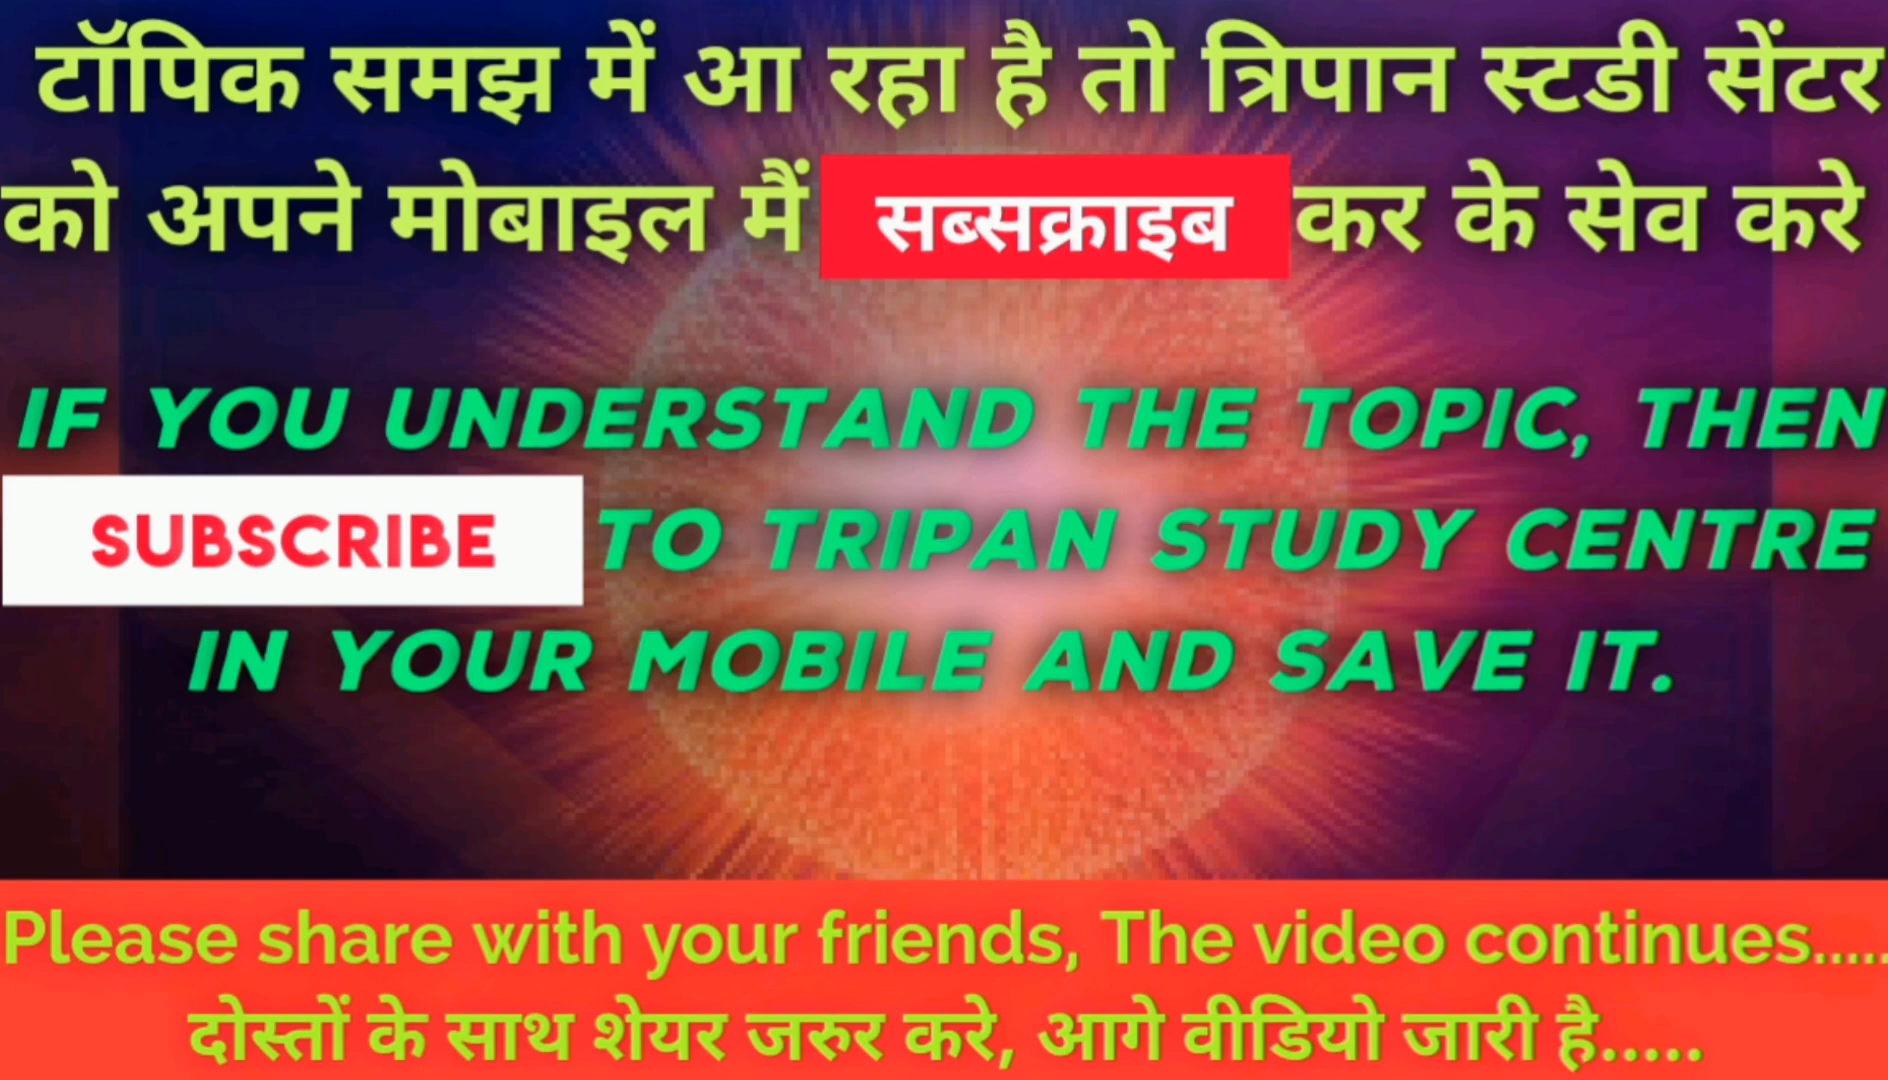 टॉपिक समझ में आ रहा है तो त्रिपान स्टडी सेंटर
को अपने मोबाइल मैं सब्सक्राइब कर के सेव करे
IF YOU UNDERSTAND THE TOPIC, THEN
SUBSCRIBE TO TRIPAN STUDY CENTRE
IN YOUR MOBILE AND SAVE IT.
Please share with your friends, The video continues.....
दोस्तों के साथ शेयर जरुर करे, आगे वीडियो जारी है.....